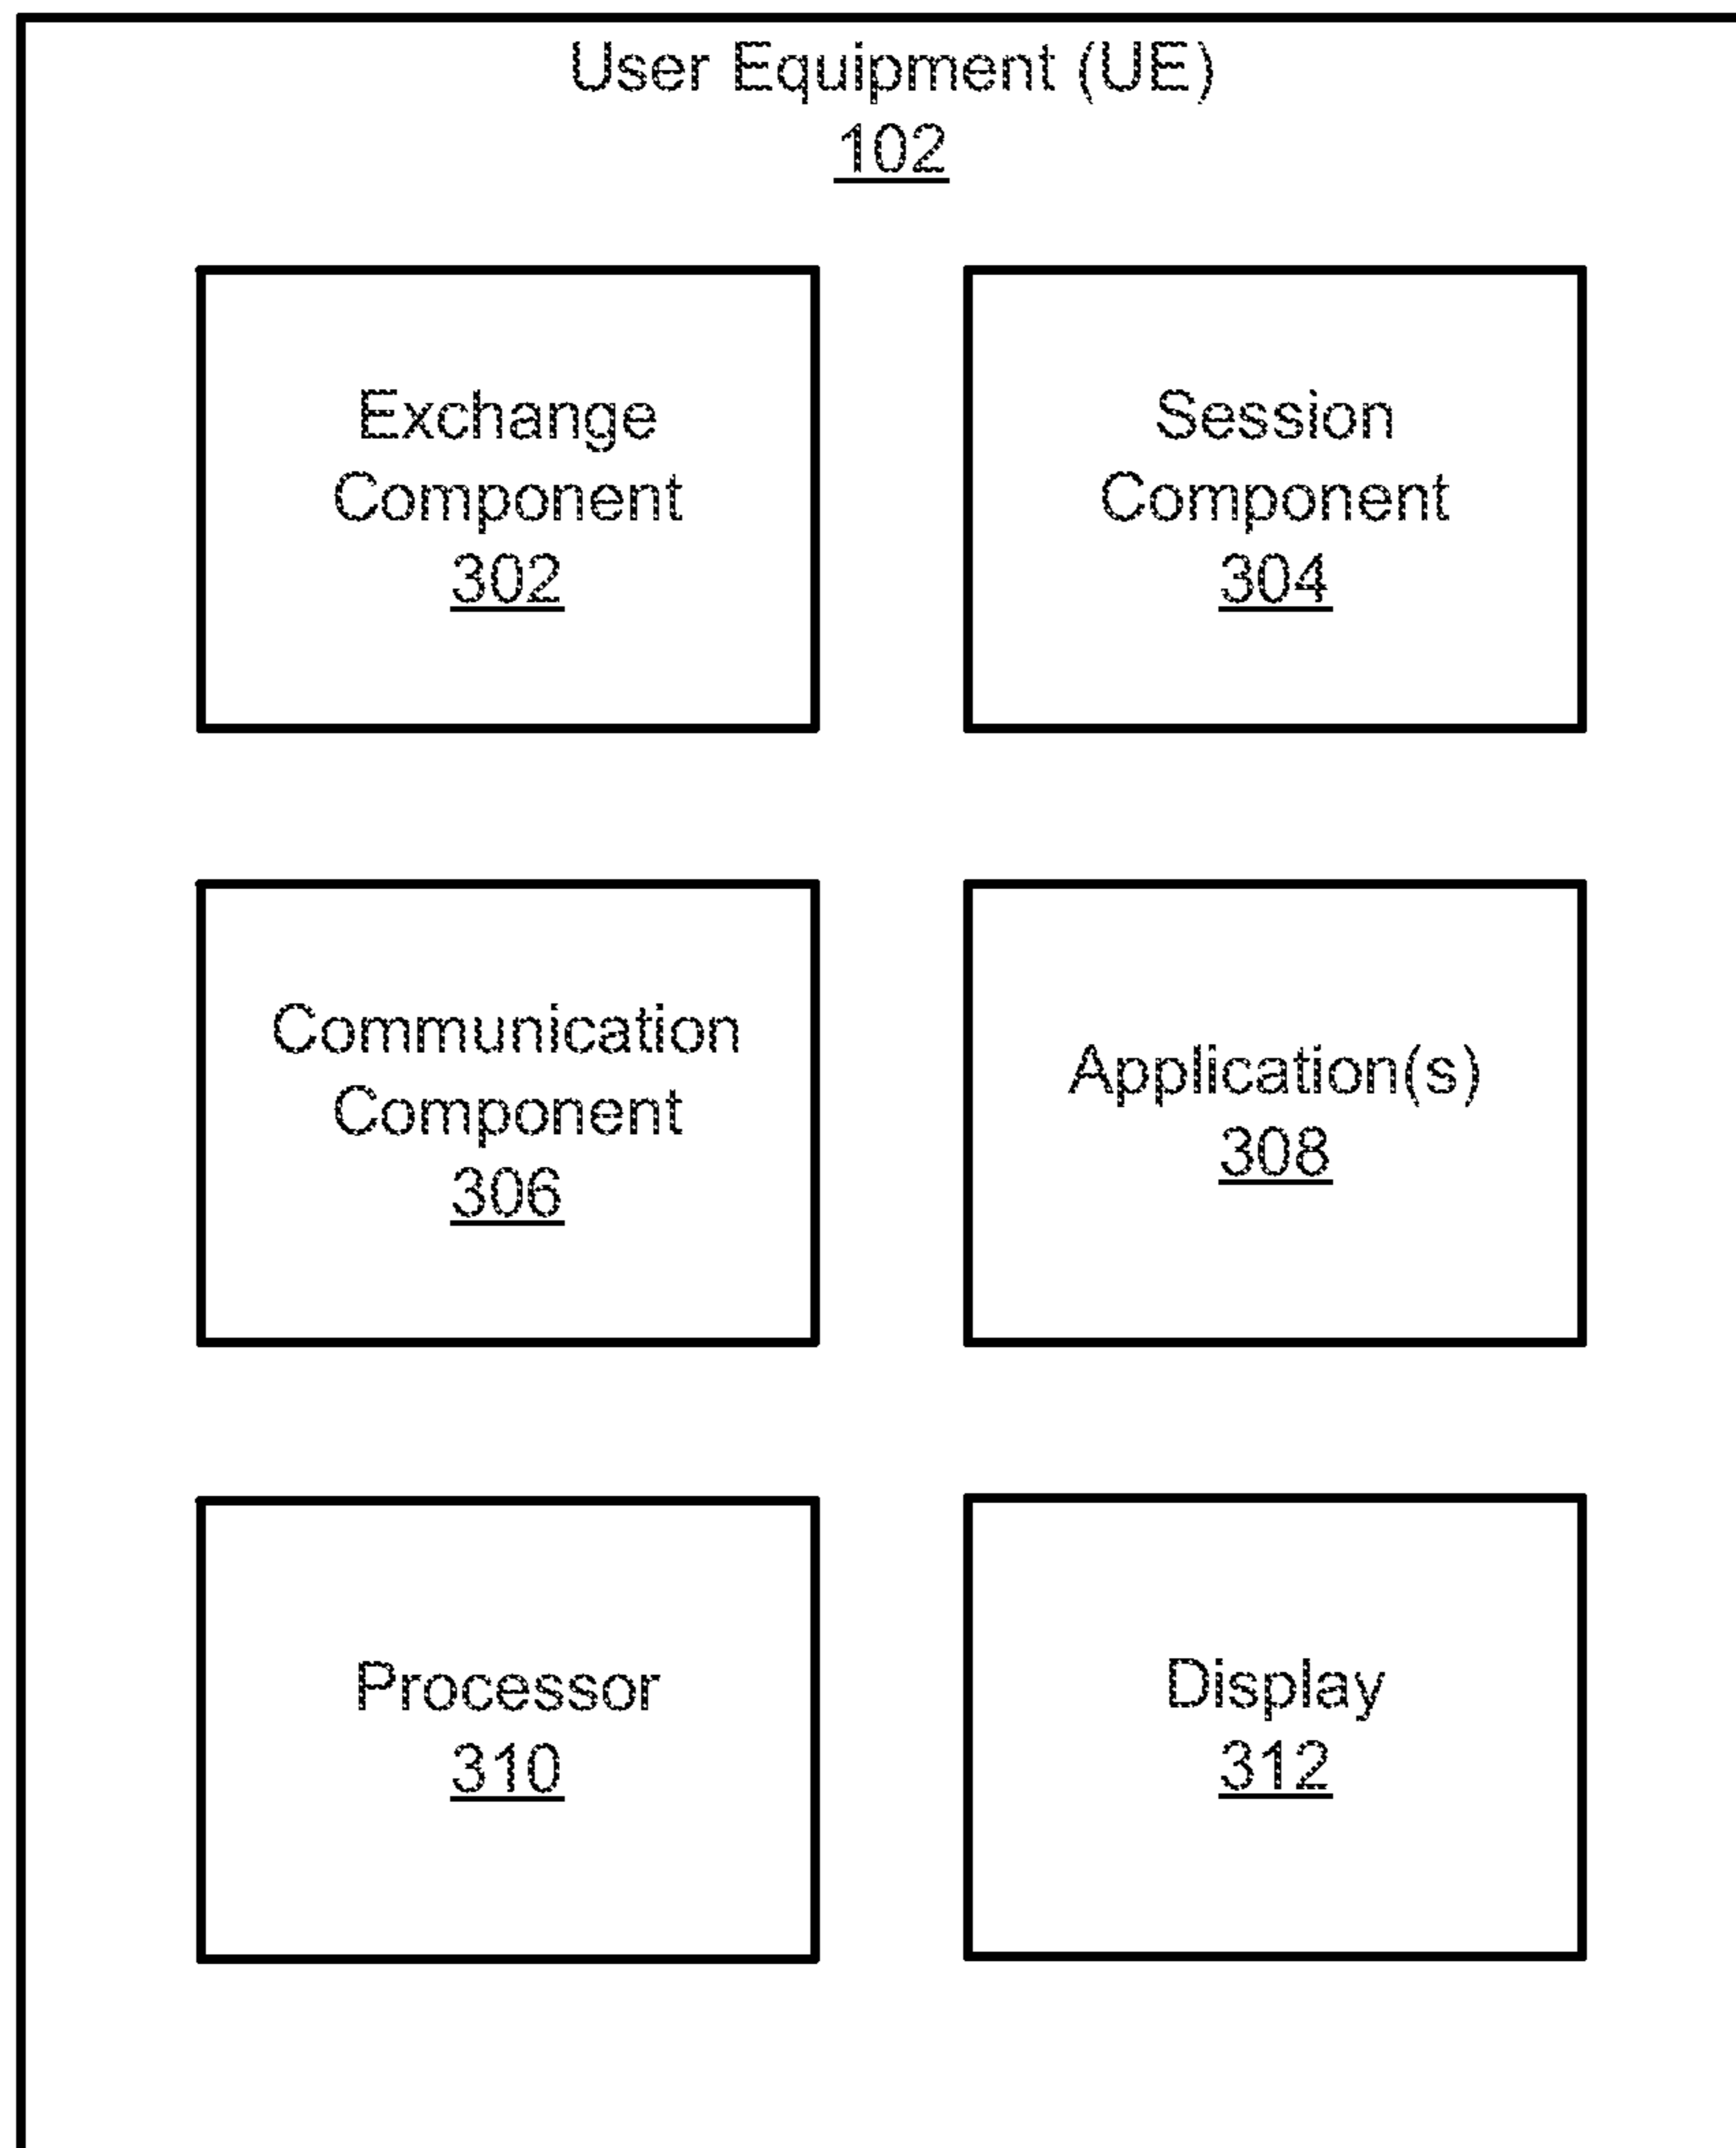 User Equipment (UE)
102
Exchange
Component
302
Session
Component
304
Communication
Component
306
Application(s)
308
Processor
310
Display
312